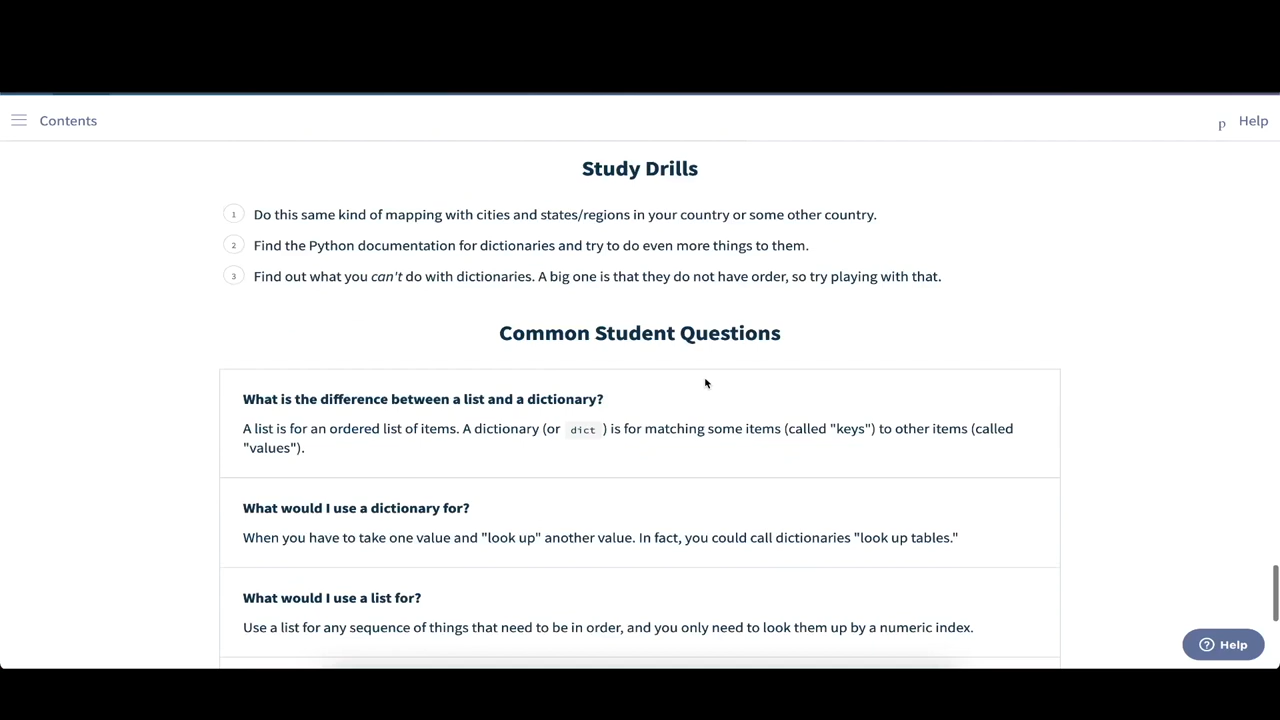 Contents
p Help
Study Drills
1 Do this same kind of mapping with cities and states/regions in your country or some other country.
2 Find the Python documentation for dictionaries and try to do even more things to them.
3 Find out what you can't do with dictionaries. A big one is that they do not have order, so try playing with that.
Common Student Questions
What is the difference between a list and a dictionary?
A list is for an ordered list of items. A dictionary (or dict ) is for matching some items (called "keys") to other items (called
"values").
What would I use a dictionary for?
When you have to take one value and "look up" another value. In fact, you could call dictionaries "look up tables."
What would I use a list for?
Use a list for any sequence of things that need to be in order, and you only need to look them up by a numeric index.
? Help